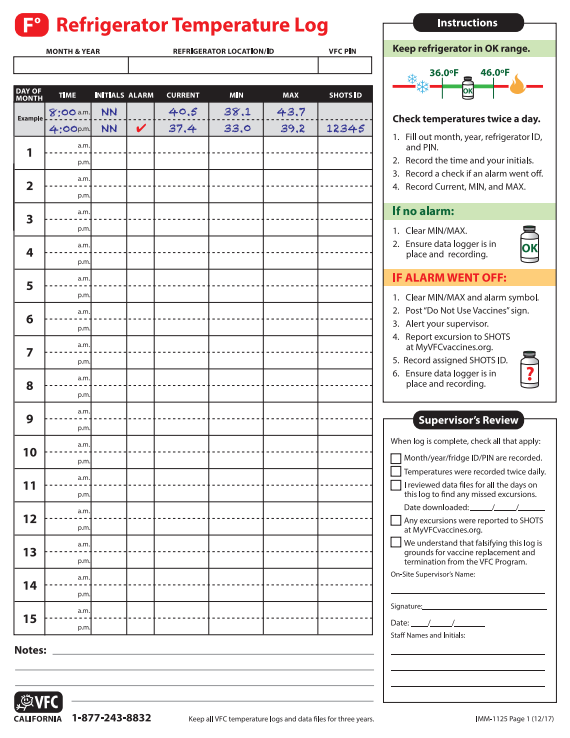 F° Refrigerator Temperature Log
MONTH & YEAR REFRIGERATOR LOCATION/ID VFC PIN
DAY OF MONTH TIME INITIALS ALARM CURRENT MIN MAX SHOTS ID
Example 8:00 a.m. NN 40.5 38.1 43.7
4:00 p.m. NN ✔ 37.4 33.0 39.2 12345
1 a.m.
p.m.
2 a.m.
p.m.
3 a.m.
p.m.
4 a.m.
p.m.
5 a.m.
p.m.
6 a.m.
p.m.
7 a.m.
p.m.
8 a.m.
p.m.
9 a.m.
p.m.
10 a.m.
p.m.
11 a.m.
p.m.
12 a.m.
p.m.
13 a.m.
p.m.
14 a.m.
p.m.
15 a.m.
p.m.
Notes:
VFC
CALIFORNIA 1-877-243-8832 Keep all VFC temperature logs and data files for three years.
Instructions
Keep refrigerator in OK range.
36.0ºF 46.0ºF
OK
Check temperatures twice a day.
1. Fill out month, year, refrigerator ID,
and PIN.
2. Record the time and your initials.
3. Record a check if an alarm went off.
4. Record Current, MIN, and MAX.
If no alarm:
1. Clear MIN/MAX.
2. Ensure data logger is in
place and recording.
OK
IF ALARM WENT OFF:
1. Clear MIN/MAX and alarm symbol.
2. Post "Do Not Use Vaccines" sign.
3. Alert your supervisor.
4. Report excursion to SHOTS
at MyVFCvaccines.org.
5. Record assigned SHOTS ID.
6. Ensure data logger is in
place and recording.
?
Supervisor's Review
When log is complete, check all that apply:
Month/year/fridge ID/PIN are recorded.
Temperatures were recorded twice daily.
I reviewed data files for all the days on
this log to find any missed excursions.
Date downloaded: ____/____/____
Any excursions were reported to SHOTS
at MyVFCvaccines.org.
We understand that falsifying this log is
grounds for vaccine replacement and
termination from the VFC Program.
On-Site Supervisor's Name:
Signature:
Date: ____/____/____
Staff Names and Initials:
IMM-1125 Page 1 (12/17)